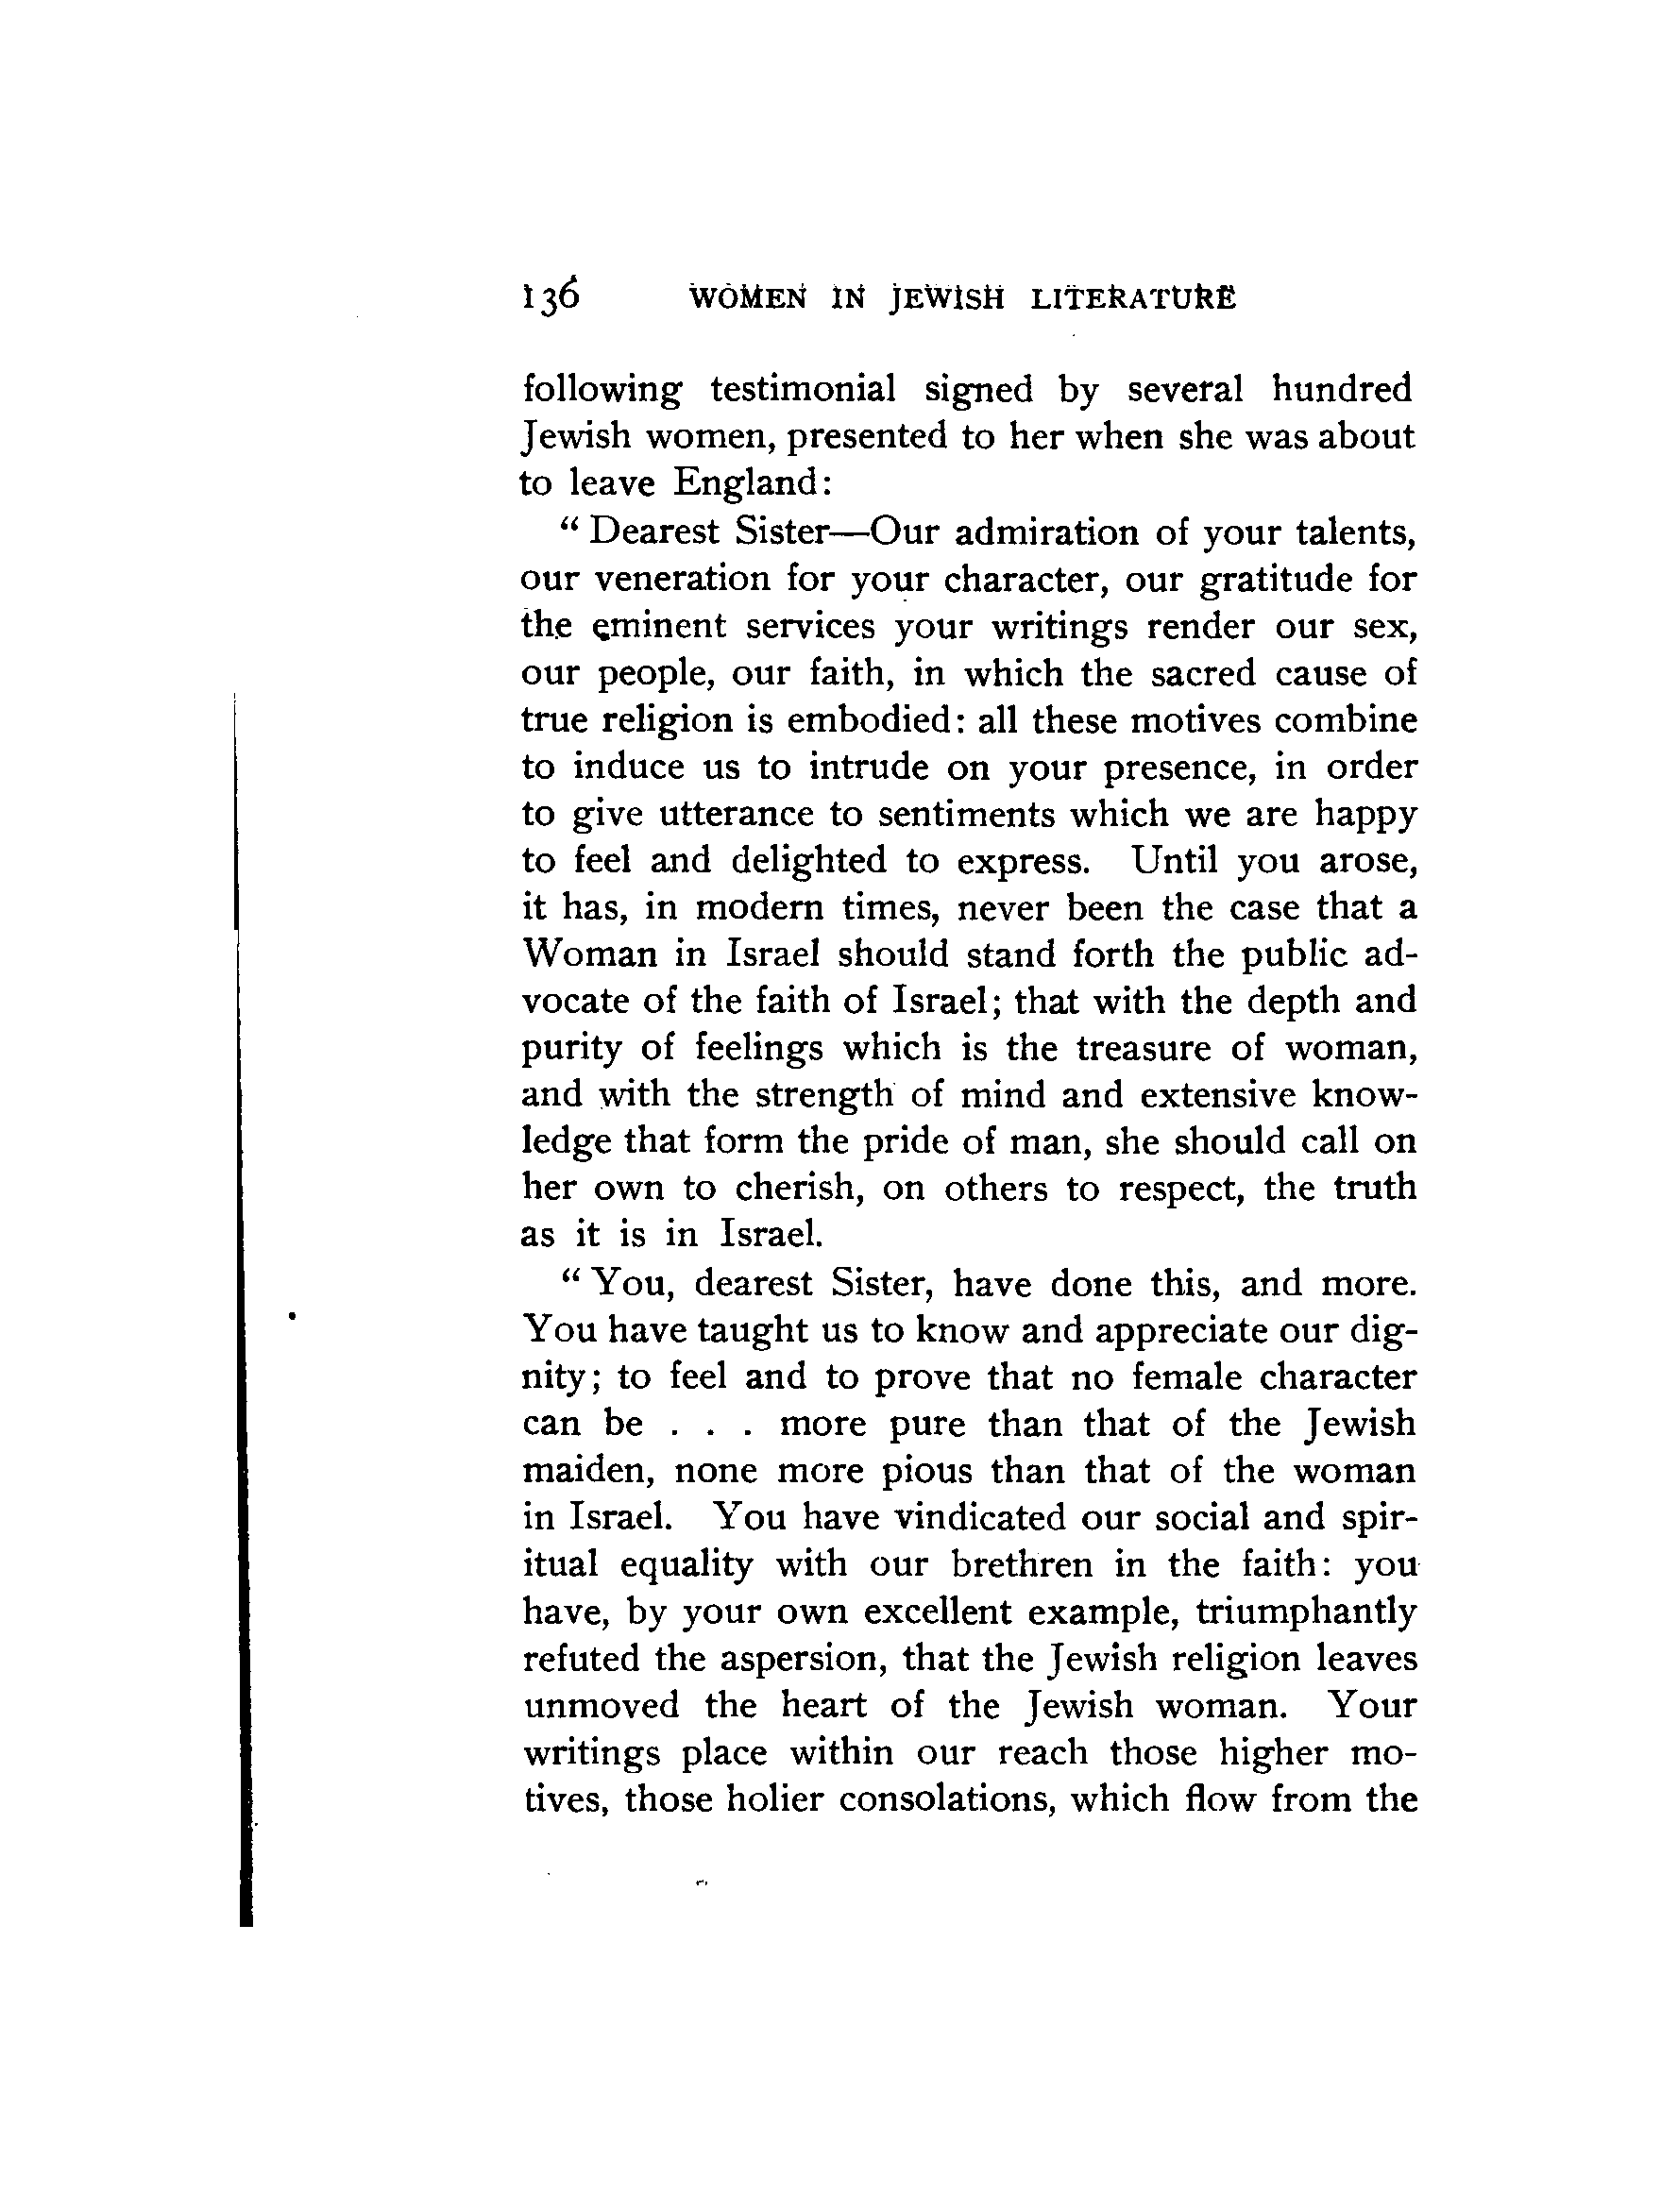 136 WOMEN IN JEWISH LITERATURE
following testimonial signed by several hundred
Jewish women, presented to her when she was about
to leave England:
“ Dearest Sister—Our admiration of your talents,
our veneration for your character, our gratitude for
the eminent services your writings render our sex,
our people, our faith, in which the sacred cause of
true religion is embodied: all these motives combine
to induce us to intrude on your presence, in order
to give utterance to sentiments which we are happy
to feel and delighted to express. Until you arose,
it has, in modern times, never been the case that a
Woman in Israel should stand forth the public ad-
vocate of the faith of Israel; that with the depth and
purity of feelings which is the treasure of woman,
and with the strength of mind and extensive know-
ledge that form the pride of man, she should call on
her own to cherish, on others to respect, the truth
as it is in Israel.
“ You, dearest Sister, have done this, and more.
You have taught us to know and appreciate our dig-
nity; to feel and to prove that no female character
can be . . . more pure than that of the Jewish
maiden, none more pious than that of the woman
in Israel. You have vindicated our social and spir-
itual equality with our brethren in the faith: you
have, by your own excellent example, triumphantly
refuted the aspersion, that the Jewish religion leaves
unmoved the heart of the Jewish woman. Your
writings place within our reach those higher mo-
tives, those holier consolations, which flow from the